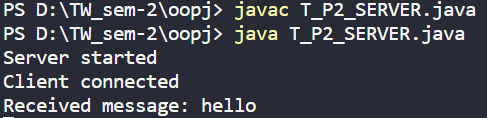 PS D:\TW_sem-2\oopj> javac T_P2_SERVER.java
PS D:\TW_sem-2\oopj> java T_P2_SERVER.java
Server started
Client connected
Received message: hello